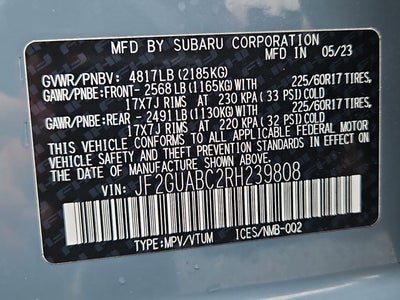 MFD BY SUBARU CORPORATION
MFD IN 05/23
GVWR/PNBV: 4817LB (2185KG)
GAWR/PNBE:FRONT- 2568LB(1165KG)WITH 225/60R17 TIRES,
17X7J RIMS AT 230 KPA (33 PSI) COLD
GAWR/PNBE:REAR - 2491LB(1130KG)WITH 225/60R17 TIRES,
17X7J RIMS AT 220 KPA (32 PSI) COLD
THIS VEHICLE CONFORMS TO ALL APPLICABLE FEDERAL MOTOR
VEHICLE SAFETY AND THEFT PREVENTION STANDARDS IN EFFECT ON
THE DATE OF MANUFACTURE SHOWN ABOVE.
VIN: JF2GUABC2RH239808
TYPE:MPV/VTUM ICES/NMB-002